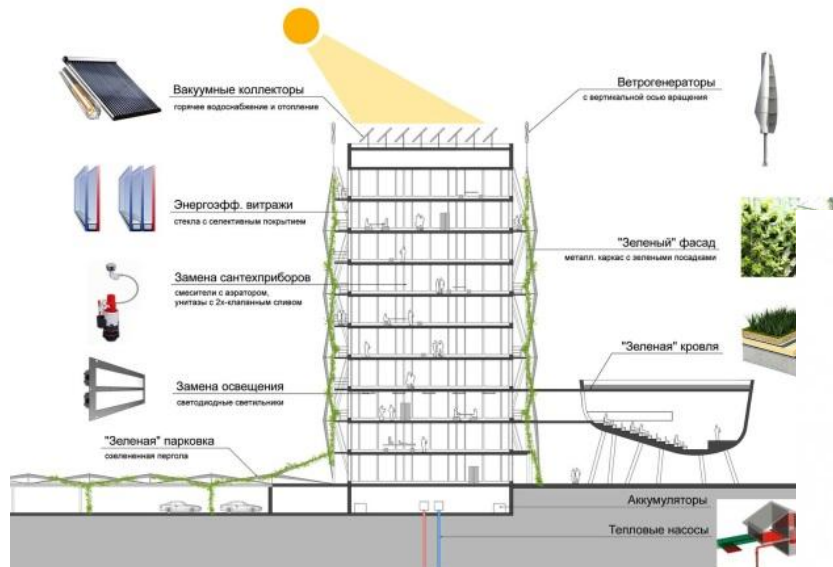 Вакуумные коллекторы
горячее водоснабжение и отопление
Энергоэфф. витражи
стекла с селективным покрытием
Замена сантехприборов
смесители с аэратором,
унитазы с 2х-клапанным сливом
Замена освещения
светодиодные светильники
"Зеленая" парковка
озелененная пергола
Ветрогенераторы
с вертикальной осью вращения
"Зеленый" фасад
металл. каркас с зелеными посадками
"Зеленая" кровля
Аккумуляторы
Тепловые насосы